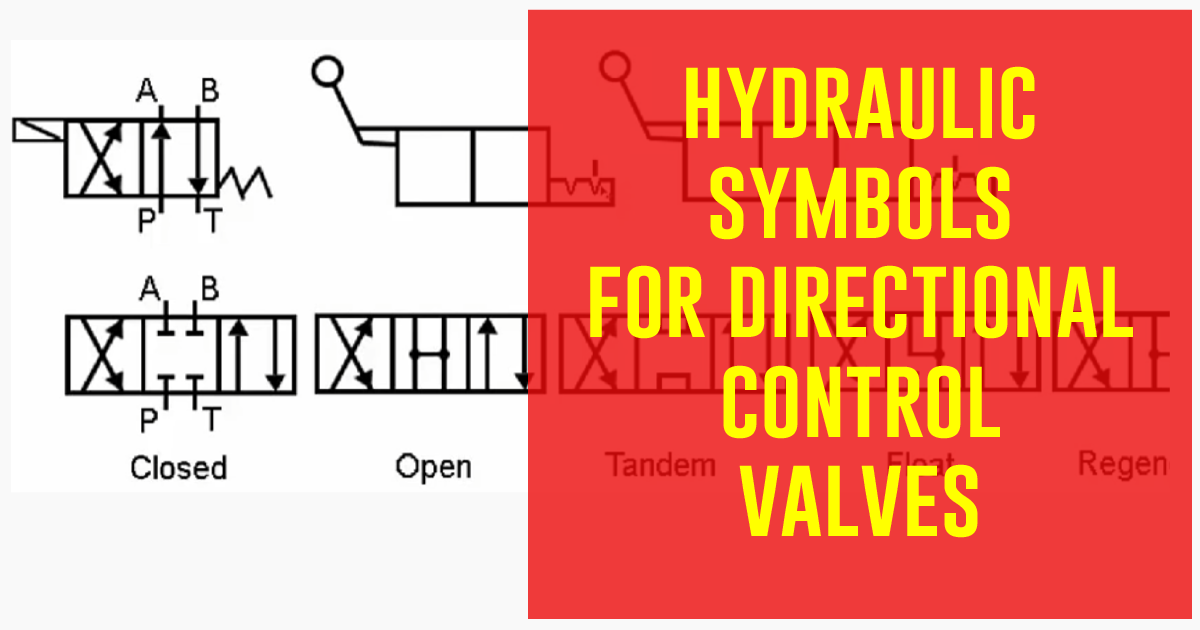 A B
P T
A B
P T
Closed Open Tandem Float Regen
HYDRAULIC
SYMBOLS
FOR DIRECTIONAL
CONTROL
VALVES